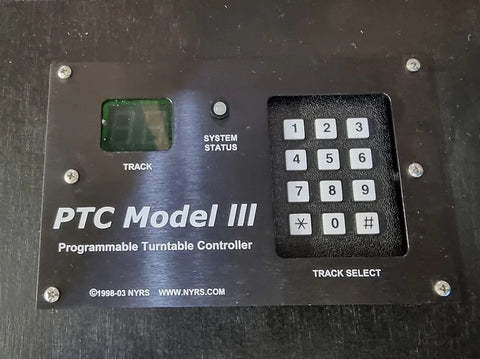 TRACK
SYSTEM
STATUS
1 2 3
4 5 6
7 8 9
* 0 #
TRACK SELECT
PTC Model III
Programmable Turntable Controller
©1998-03 NYRS WWW.NYRS.COM